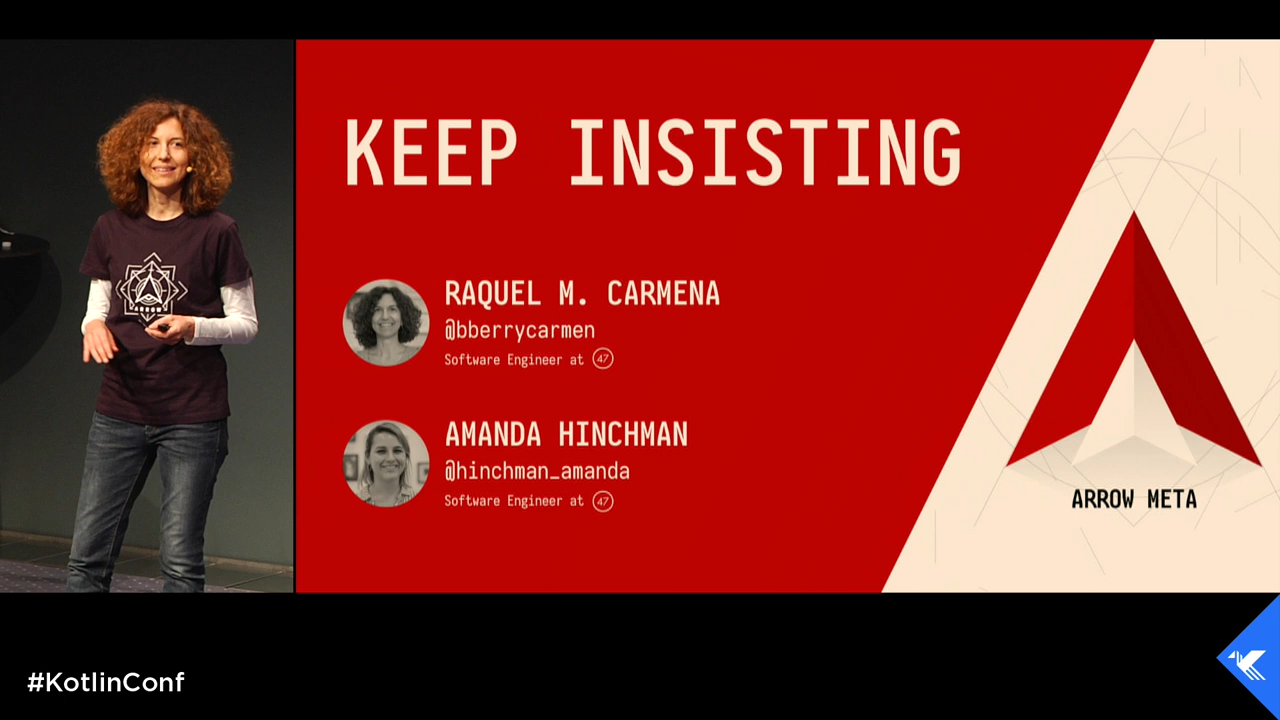 KEEP INSISTING
RAQUEL M. CARMENA
@bberrycarmen
Software Engineer at 47
AMANDA HINCHMAN
@hinchman_amanda
Software Engineer at 47
ARROW META
ARROW
#KotlinConf